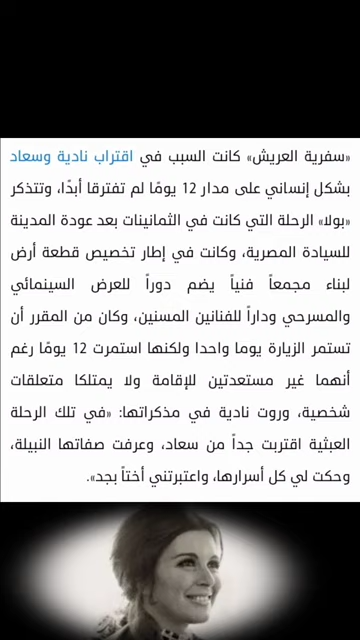 «سفرية العريش» كانت السبب في اقتراب نادية وسعاد
بشكل إنساني على مدار 12 يومًا لم تفترقا أبدًا، وتتذكر
«بولا» الرحلة التي كانت في الثمانينات بعد عودة المدينة
للسيادة المصرية، وكانت في إطار تخصيص قطعة أرض
لبناء مجمعاً فنياً يضم دوراً للعرض السينمائي
والمسرحي وداراً للفنانين المسنين، وكان من المقرر أن
تستمر الزيارة يوما واحدا ولكنها استمرت 12 يومًا رغم
أنهما غير مستعدتين للإقامة ولا يمتلكا متعلقات
شخصية، وروت نادية في مذكراتها: «في تلك الرحلة
العبثية اقتربت جداً من سعاد، وعرفت صفاتها النبيلة،
وحكت لي كل أسرارها، واعتبرتني أختاً بجد».